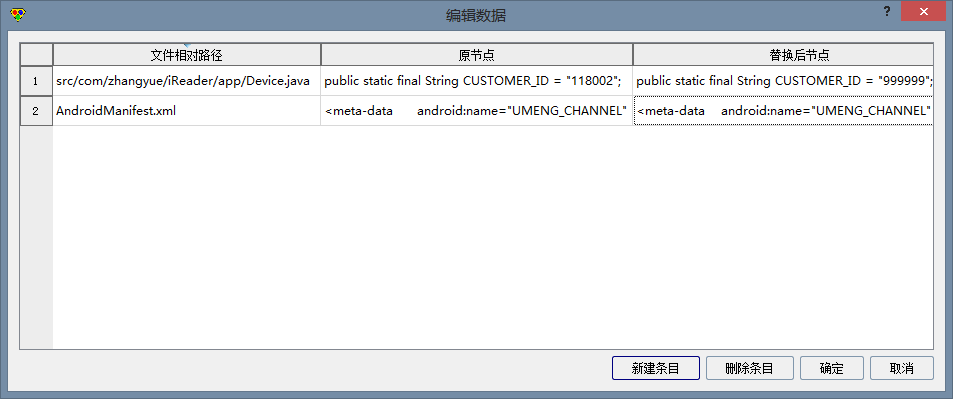 编辑数据
?
文件相对路径 原节点 替换后节点
1 src/com/zhangyue/iReader/app/Device.java public static final String CUSTOMER_ID = "118002"; public static final String CUSTOMER_ID = "999999";
2 AndroidManifest.xml <meta-data android:name="UMENG_CHANNEL" <meta-data android:name="UMENG_CHANNEL"
新建条目 删除条目 确定 取消